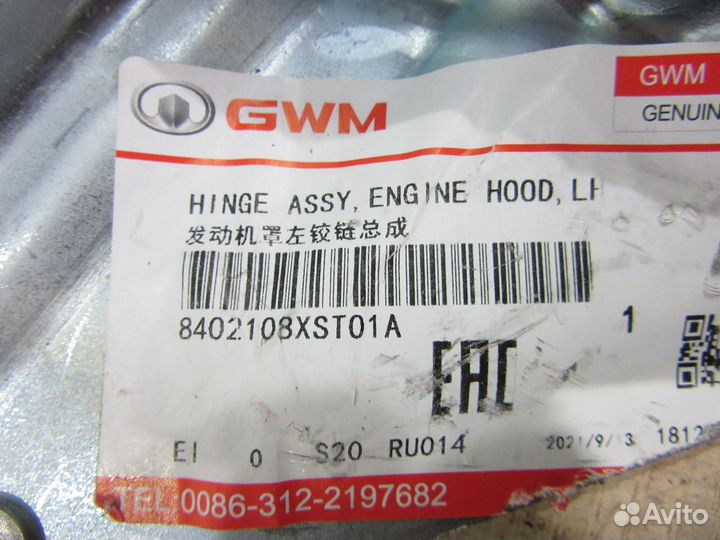 GWM
GWM
GENUIN
HINGE ASSY, ENGINE HOOD, LH
发动机罩左铰链总成
8402108XST01A
1
EAC
EI 0 S20 RU014 2021/9/13 1812
TEL 0086-312-2197682
Avito